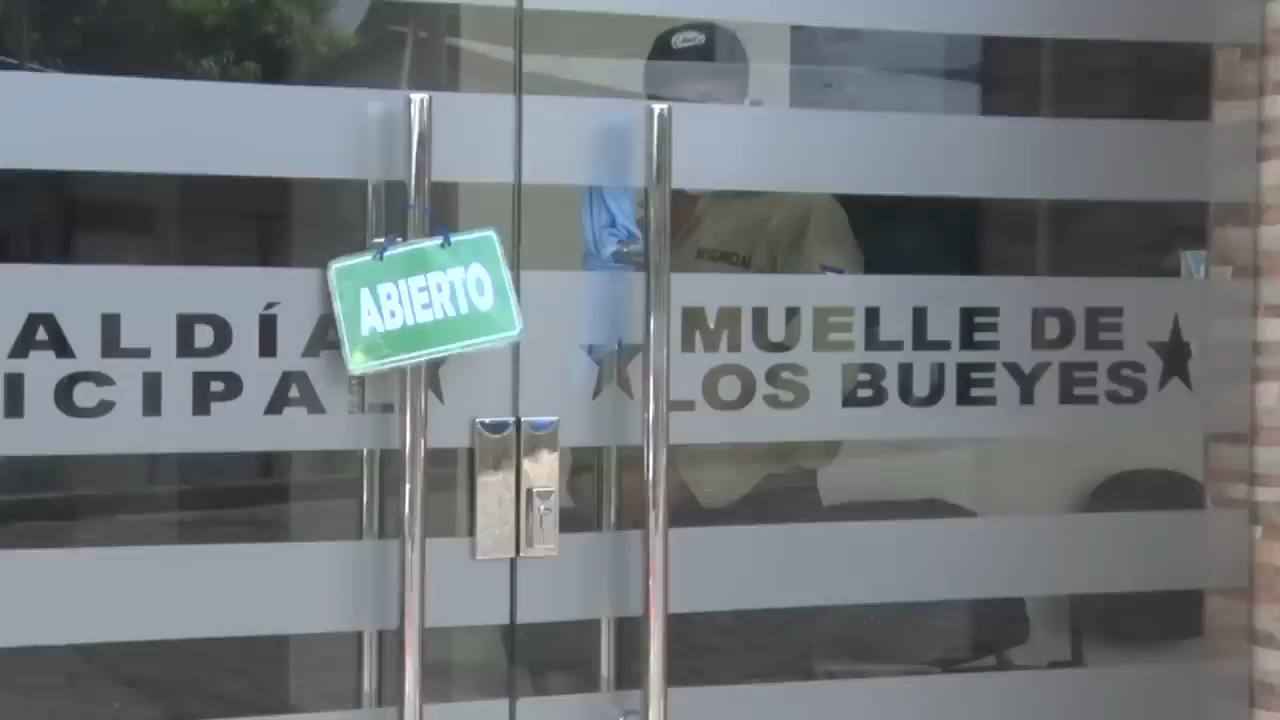 ABIERTO
ALDÍA
ICIPAL
MUELLE DE
LOS BUEYES